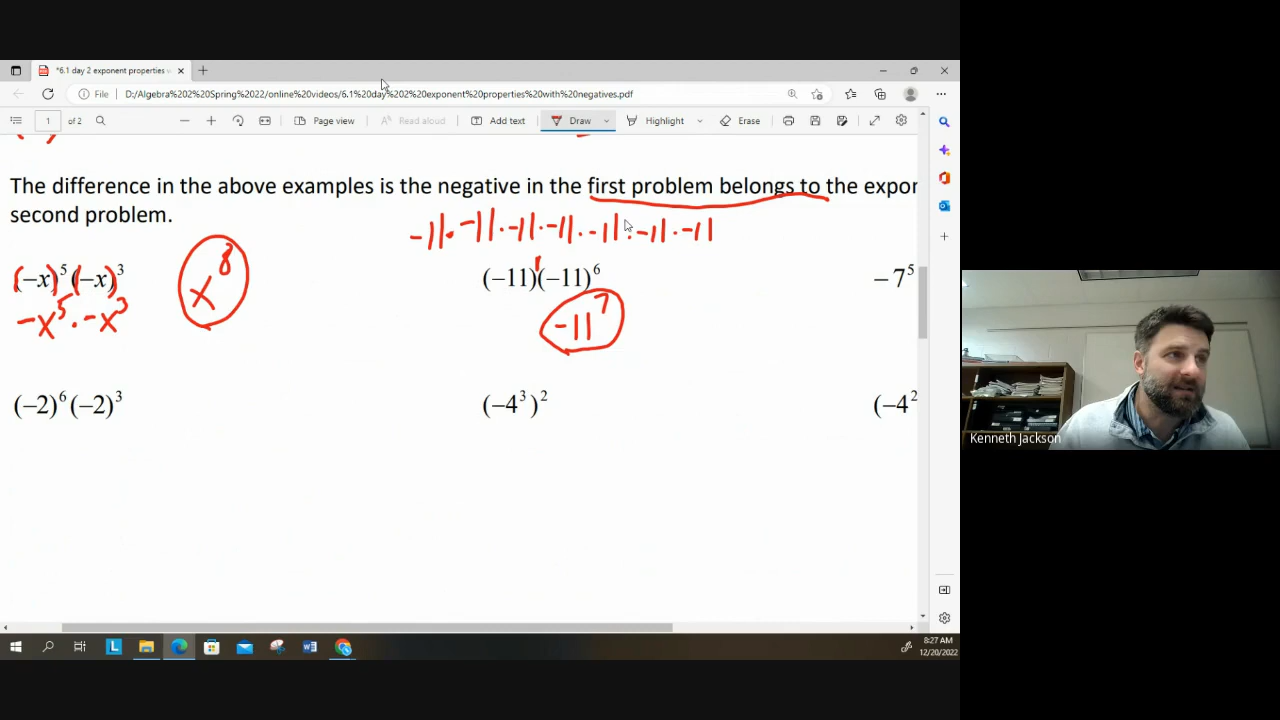 *6.1 day 2 exponent properties w
File D:/Algebra%202%20Spring%2022/online%20videos/6.1%20day%202%20exponent%20properties%20with%20negatives.pdf
1 of 2 Page view Read aloud Add text Draw Highlight Erase
The difference in the above examples is the negative in the first problem belongs to the expor
second problem.
-11·-11·-11·-11·-11·-11·-11
(−x)⁵(−x)³ x⁸ (−11)¹(−11)⁶ −7⁵
-x⁵·-x³ -11⁷
(−2)⁶(−2)³ (−4³)² (−4²
Kenneth Jackson
8:27 AM
12/20/2022